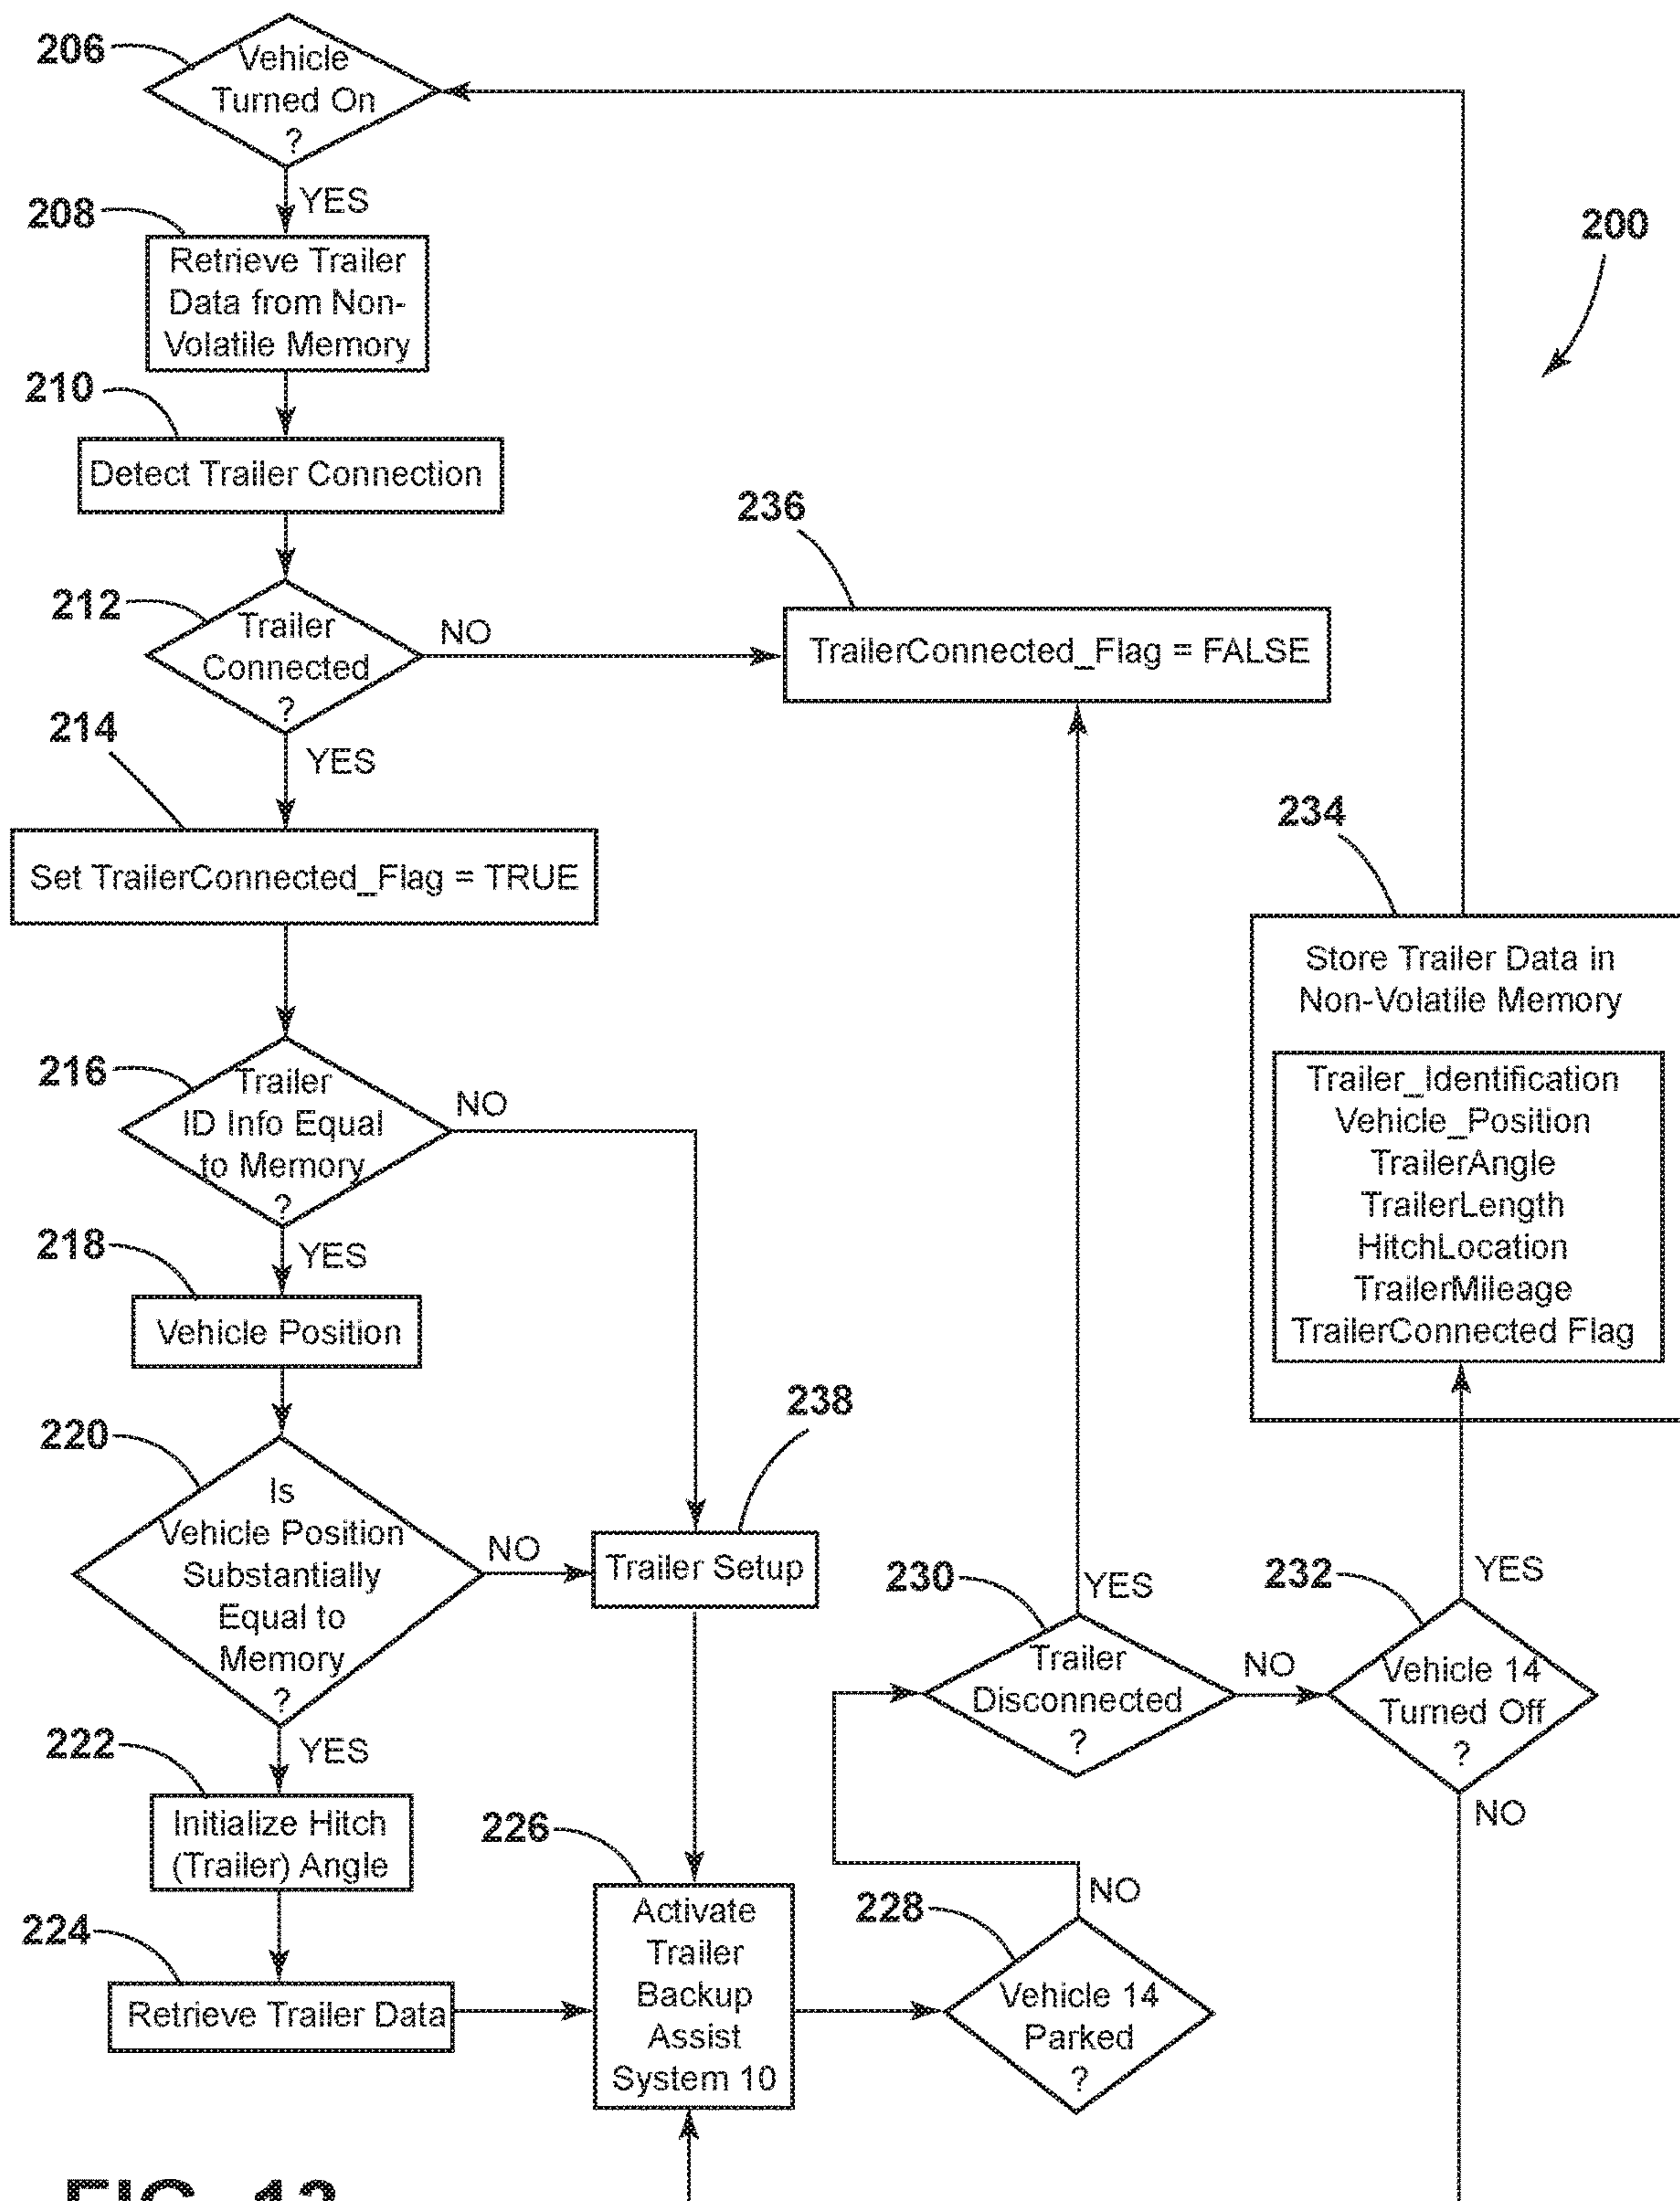 206
Vehicle
Turned On
?
YES
208
Retrieve Trailer
Data from Non-
Volatile Memory
200
210
Detect Trailer Connection
212
Trailer
Connected
?
NO
236
TrailerConnected_Flag = FALSE
YES
214
Set TrailerConnected_Flag = TRUE
216
Trailer
ID Info Equal
to Memory
?
NO
YES
218
Vehicle Position
220
Is
Vehicle Position
Substantially
Equal to
Memory
?
NO
238
Trailer Setup
YES
222
Initialize Hitch
(Trailer) Angle
224
Retrieve Trailer Data
226
Activate
Trailer
Backup
Assist
System 10
228
Vehicle 14
Parked
?
NO
230
Trailer
Disconnected
?
YES
NO
232
Vehicle 14
Turned Off
?
YES
NO
234
Store Trailer Data in
Non-Volatile Memory
Trailer_Identification
Vehicle_Position
TrailerAngle
TrailerLength
HitchLocation
TrailerMileage
TrailerConnected Flag